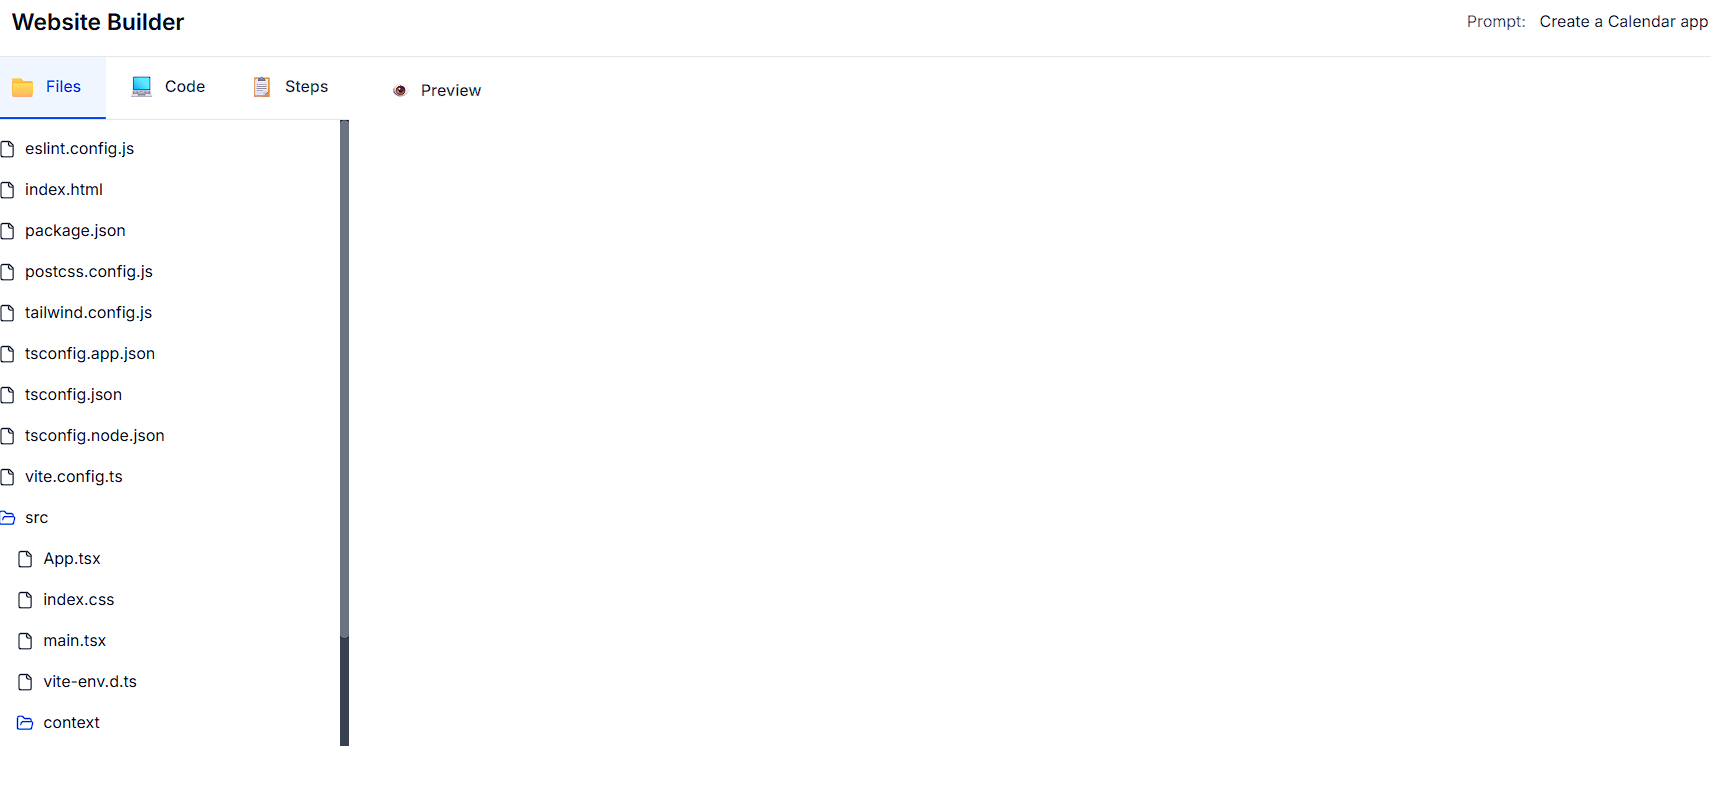 Website Builder
Prompt: Create a Calendar app
Files
Code
Steps
Preview
eslint.config.js
index.html
package.json
postcss.config.js
tailwind.config.js
tsconfig.app.json
tsconfig.json
tsconfig.node.json
vite.config.ts
src
App.tsx
index.css
main.tsx
vite-env.d.ts
context